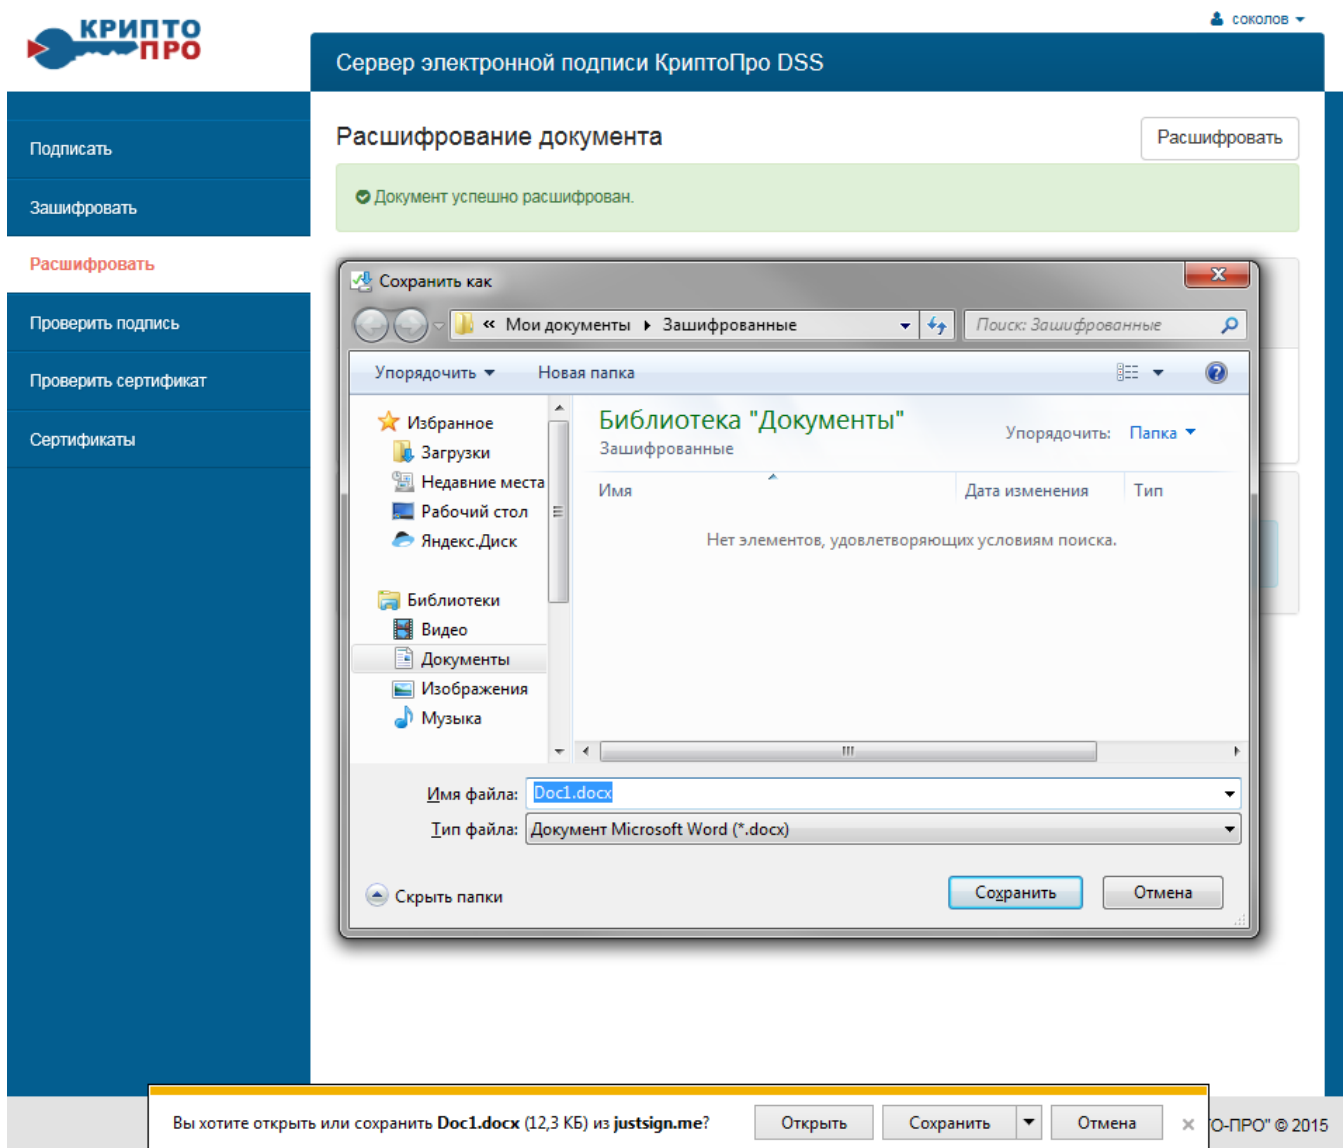 КРИПТО
ПРО
соколов
Сервер электронной подписи КриптоПро DSS
Подписать
Зашифровать
Расшифровать
Проверить подпись
Проверить сертификат
Сертификаты
Расшифрование документа
Расшифровать
Документ успешно расшифрован.
Сохранить как
« Мои документы Зашифрованные
Поиск: Зашифрованные
Упорядочить
Новая папка
Избранное
Загрузки
Недавние места
Рабочий стол
Яндекс.Диск
Библиотеки
Видео
Документы
Изображения
Музыка
Библиотека "Документы"
Зашифрованные
Упорядочить: Папка
Имя Дата изменения Тип
Нет элементов, удовлетворяющих условиям поиска.
Имя файла: Doc1.docx
Тип файла: Документ Microsoft Word (*.docx)
Скрыть папки
Сохранить
Отмена
Вы хотите открыть или сохранить Doc1.docx (12,3 КБ) из justsign.me?
Открыть
Сохранить
Отмена
О-ПРО" © 2015